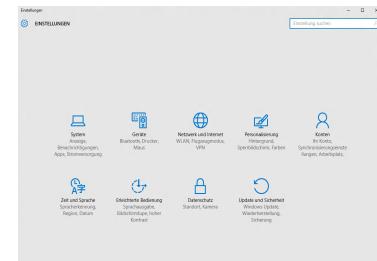 Einstellungen
EINSTELLUNGEN
Einstellung suchen
System
Anzeige,
Benachrichtigungen,
Apps, Stromversorgung
Geräte
Bluetooth, Drucker,
Maus
Netzwerk und Internet
WLAN, Flugzeugmodus,
VPN
Personalisierung
Hintergrund,
Sperrbildschirm, Farben
Konten
Ihr Konto,
Synchronisierungseinste
llungen, Arbeitsplatz,
Zeit und Sprache
Spracherkennung,
Region, Datum
Erleichterte Bedienung
Sprachausgabe,
Bildschirmlupe, hoher
Kontrast
Datenschutz
Standort, Kamera
Update und Sicherheit
Windows Update,
Wiederherstellung,
Sicherung